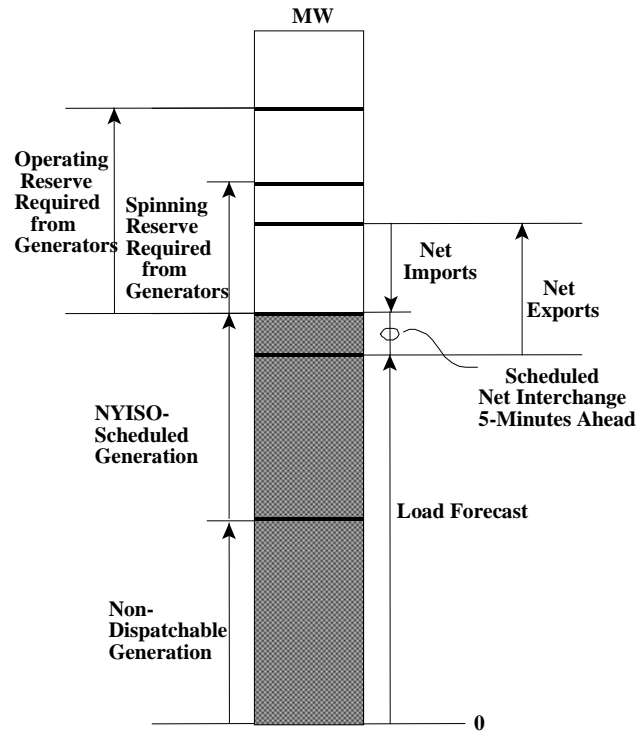 MW
Operating
Reserve
Required
from
Generators
Spinning
Reserve
Required
from
Generators
Net
Imports
Net
Exports
Scheduled
Net Interchange
5-Minutes Ahead
NYISO-
Scheduled
Generation
Load Forecast
Non-
Dispatchable
Generation
0